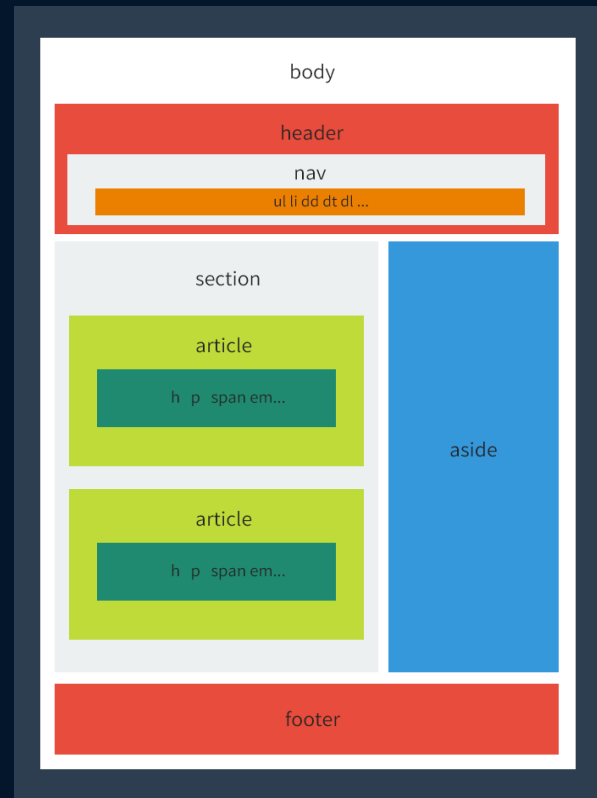 body
header
nav
ul li dd dt dl ...
section
article
h p span em...
article
h p span em...
aside
footer